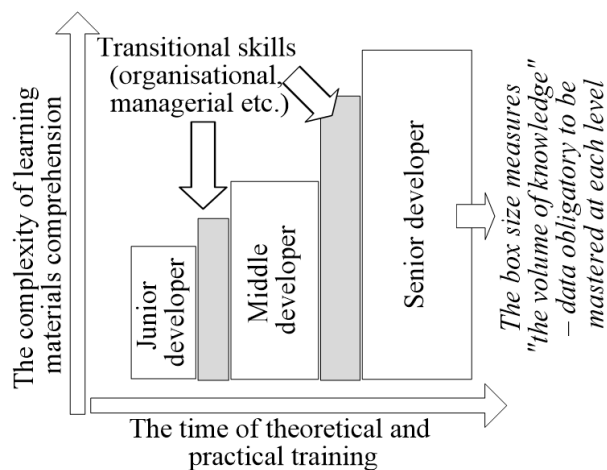 The complexity of learning
materials comprehension
Transitional skills
(organisational,
managerial etc.)
Junior
developer
Middle
developer
Senior developer
The box size measures
"the volume of knowledge"
– data obligatory to be
mastered at each level
The time of theoretical and
practical training